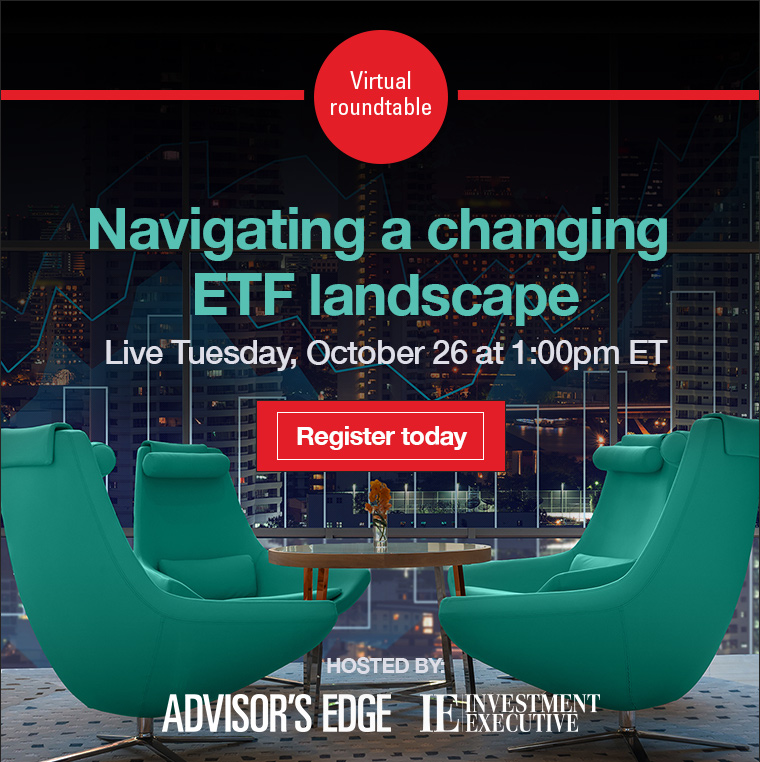 Virtual
roundtable
Navigating a changing
ETF landscape
Live Tuesday, October 26 at 1:00pm ET
Register today
HOSTED BY:
ADVISOR'S EDGE IE INVESTMENT
EXECUTIVE